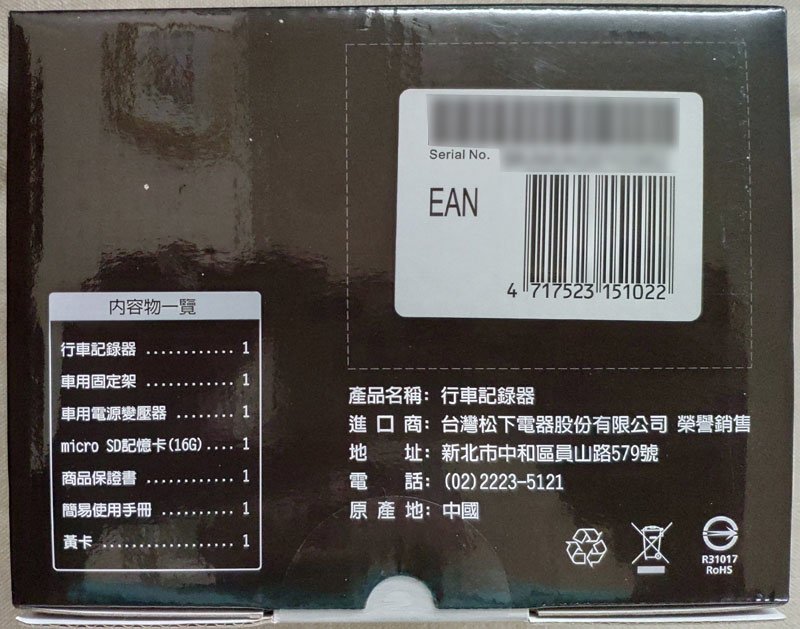 Serial No.
EAN
4 717523 151022
内容物一覽
行車記錄器 ............ 1
車用固定架 ............ 1
車用電源變壓器 ........ 1
micro SD記憶卡(16G).... 1
商品保證書 ............ 1
簡易使用手冊 .......... 1
黃卡 .................. 1
產品名稱: 行車記錄器
進口商: 台灣松下電器股份有限公司 榮譽銷售
地 址: 新北市中和區員山路579號
電 話: (02)2223-5121
原產地: 中國
R31017
RoHS